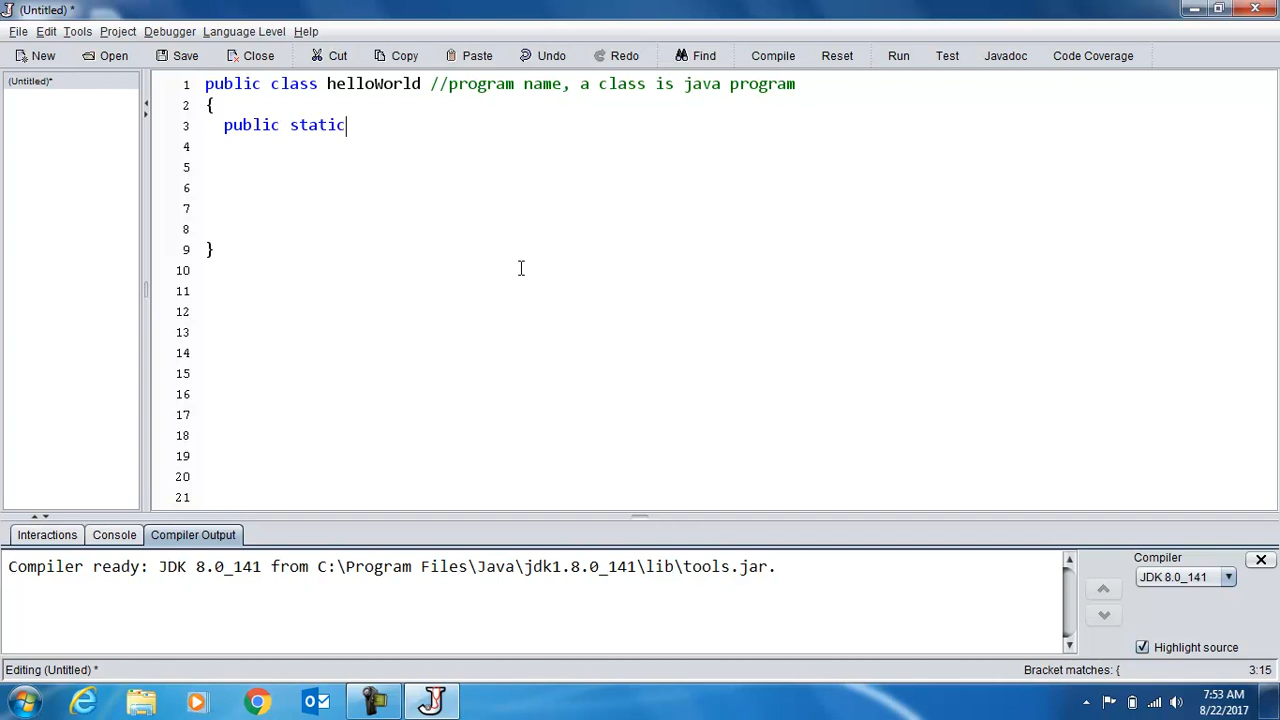 (Untitled) *
File Edit Tools Project Debugger Language Level Help
New Open Save Close Cut Copy Paste Undo Redo Find Compile Reset Run Test Javadoc Code Coverage
(Untitled)*
1 public class helloWorld //program name, a class is java program
2 {
3 public static
4
5
6
7
8
9 }
10
11
12
13
14
15
16
17
18
19
20
21
Interactions Console Compiler Output
Compiler ready: JDK 8.0_141 from C:\Program Files\Java\jdk1.8.0_141\lib\tools.jar.
Compiler
JDK 8.0_141
Highlight source
Editing (Untitled) * Bracket matches: { 3:15
7:53 AM
8/22/2017